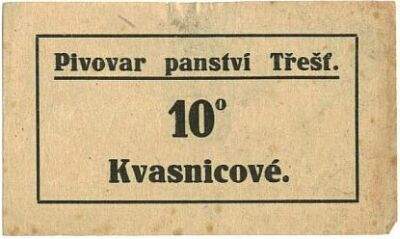 Pivovar panství Třešť.
10°
Kvasnicové.